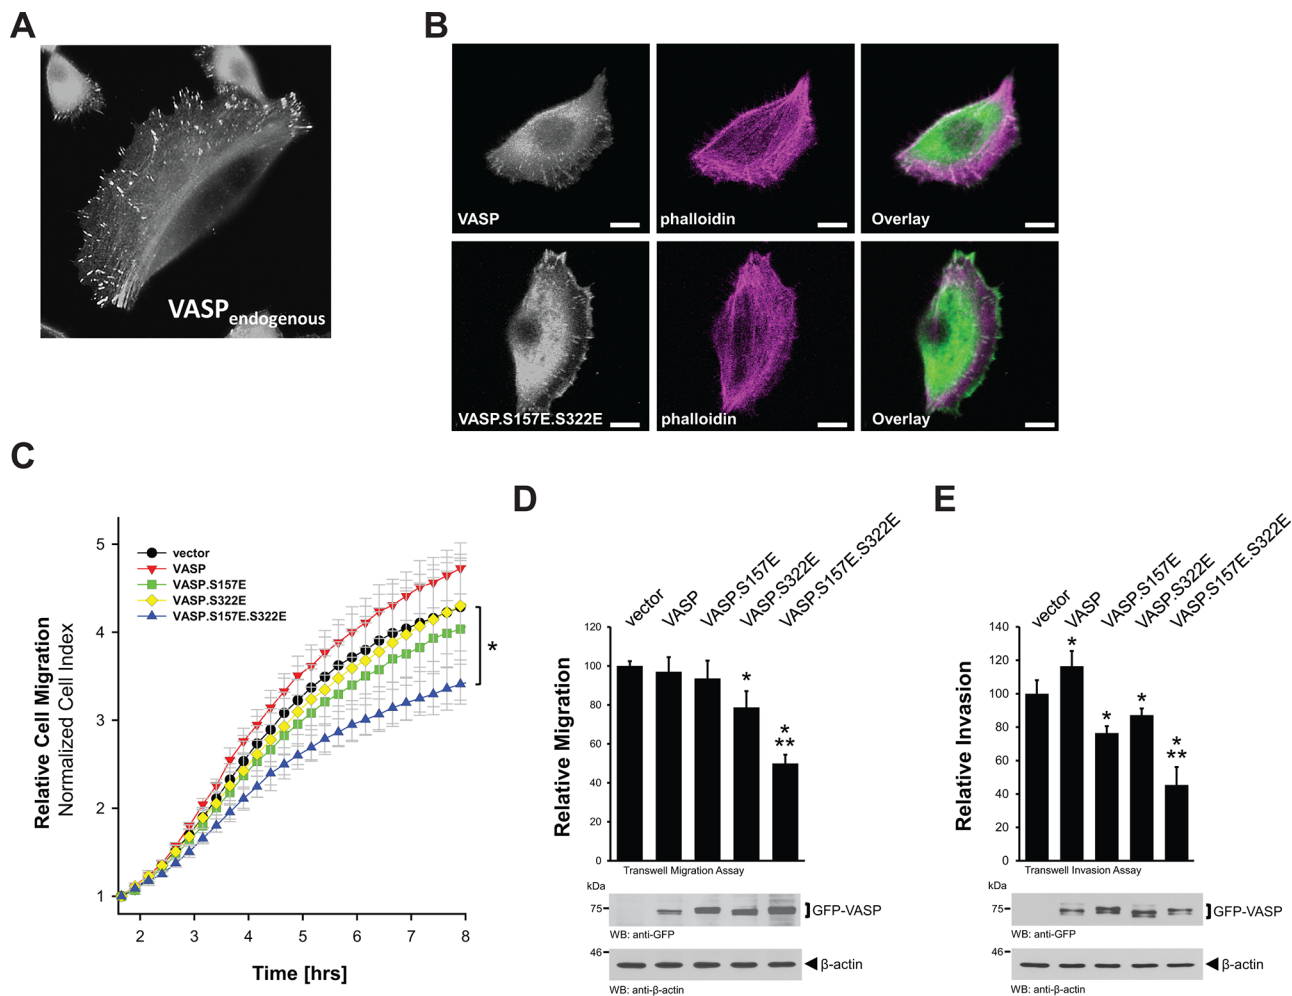 A
VASPendogenous
B
VASP
phalloidin
Overlay
VASP.S157E.S322E
phalloidin
Overlay
C
Relative Cell Migration
Normalized Cell Index
5
4
3
2
1
vector
VASP
VASP.S157E
VASP.S322E
VASP.S157E.S322E
*
2
3
4
5
6
7
8
Time [hrs]
D
vector
VASP
VASP.S157E
VASP.S322E
VASP.S157E.S322E
Relative Migration
120
100
80
60
40
20
0
*
*
**
Transwell Migration Assay
kDa
75
GFP-VASP
WB: anti-GFP
46
β-actin
WB: anti-β-actin
E
vector
VASP
VASP.S157E
VASP.S322E
VASP.S157E.S322E
Relative Invasion
140
120
100
80
60
40
20
0
*
*
*
*
**
Transwell Invasion Assay
kDa
75
GFP-VASP
WB: anti-GFP
46
β-actin
WB: anti-β-actin